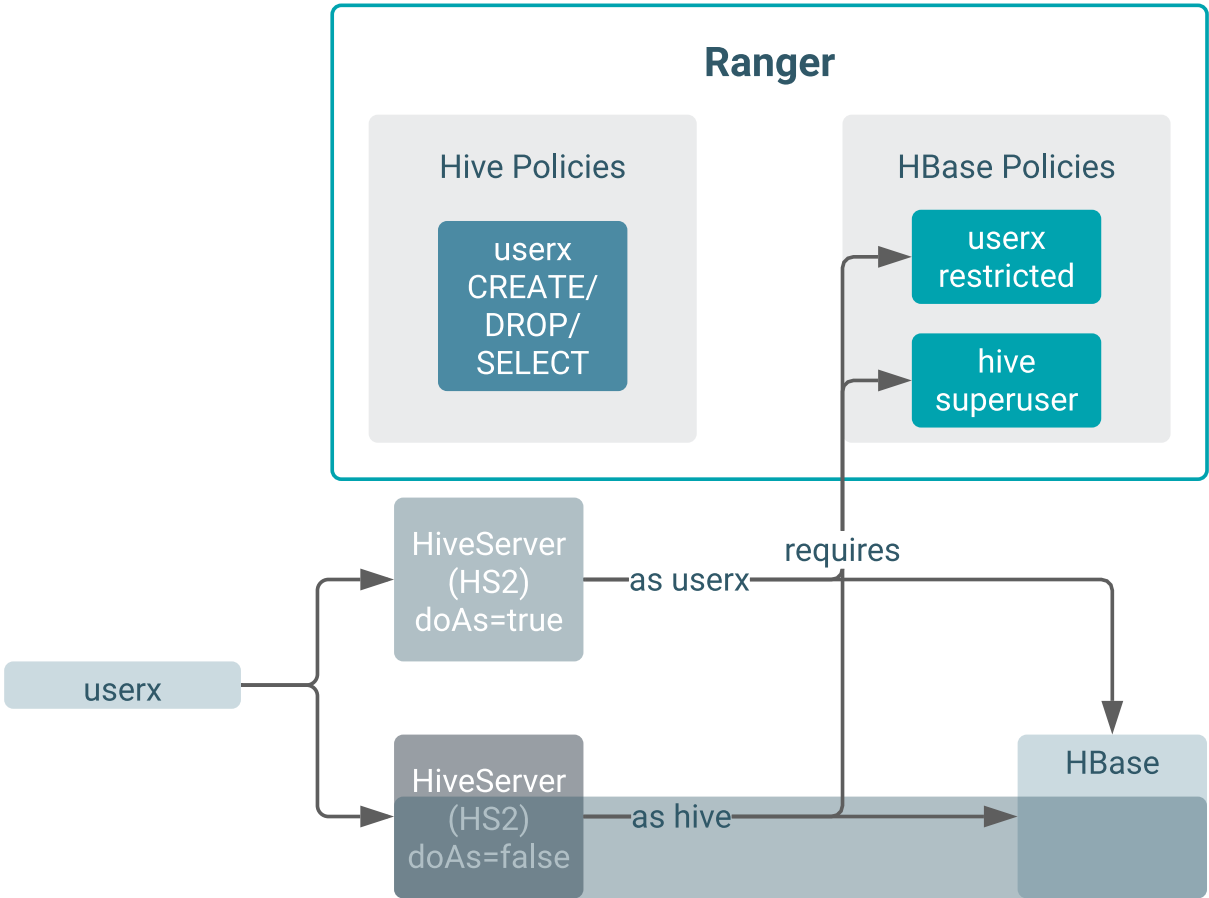 Ranger
Hive Policies
userx
CREATE/
DROP/
SELECT
HBase Policies
userx
restricted
hive
superuser
HiveServer
(HS2)
doAs=true
requires
as userx
userx
HiveServer
(HS2)
doAs=false
as hive
HBase